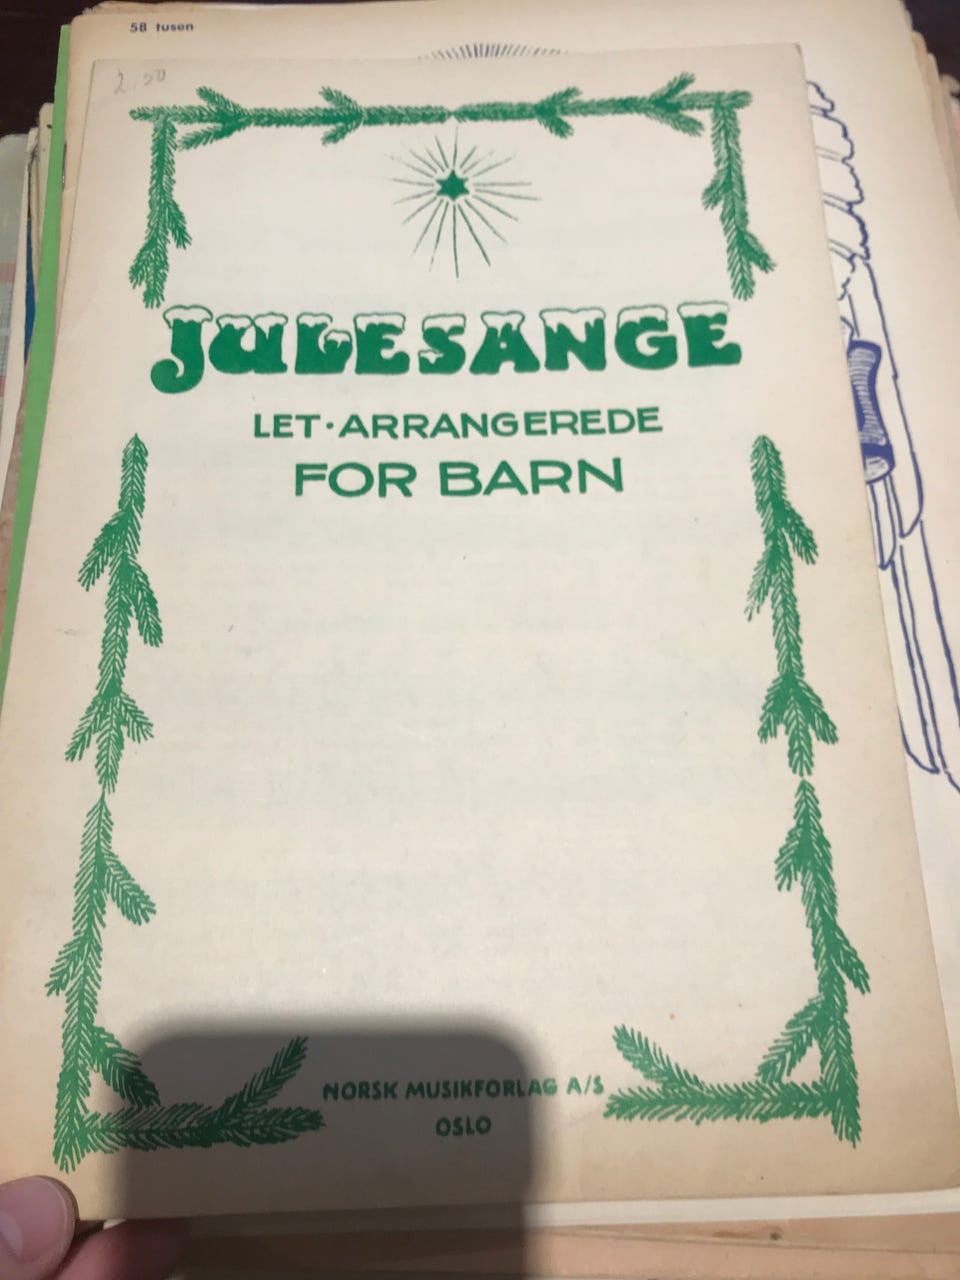 58 tusen
2,50
JULESANGE
LET·ARRANGEREDE
FOR BARN
NORSK MUSIKFORLAG A/S
OSLO